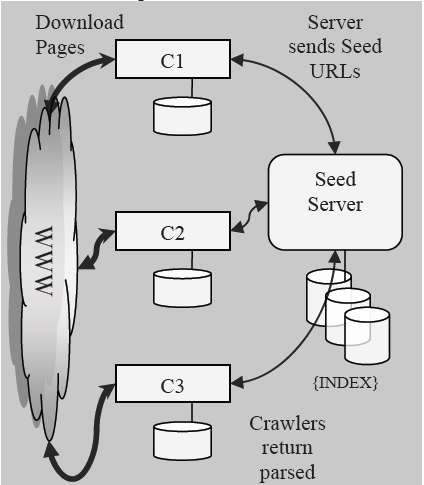 Download
Pages
Server
sends Seed
URLs
C1
Seed
Server
C2
WWW
{INDEX}
C3
Crawlers
return
parsed